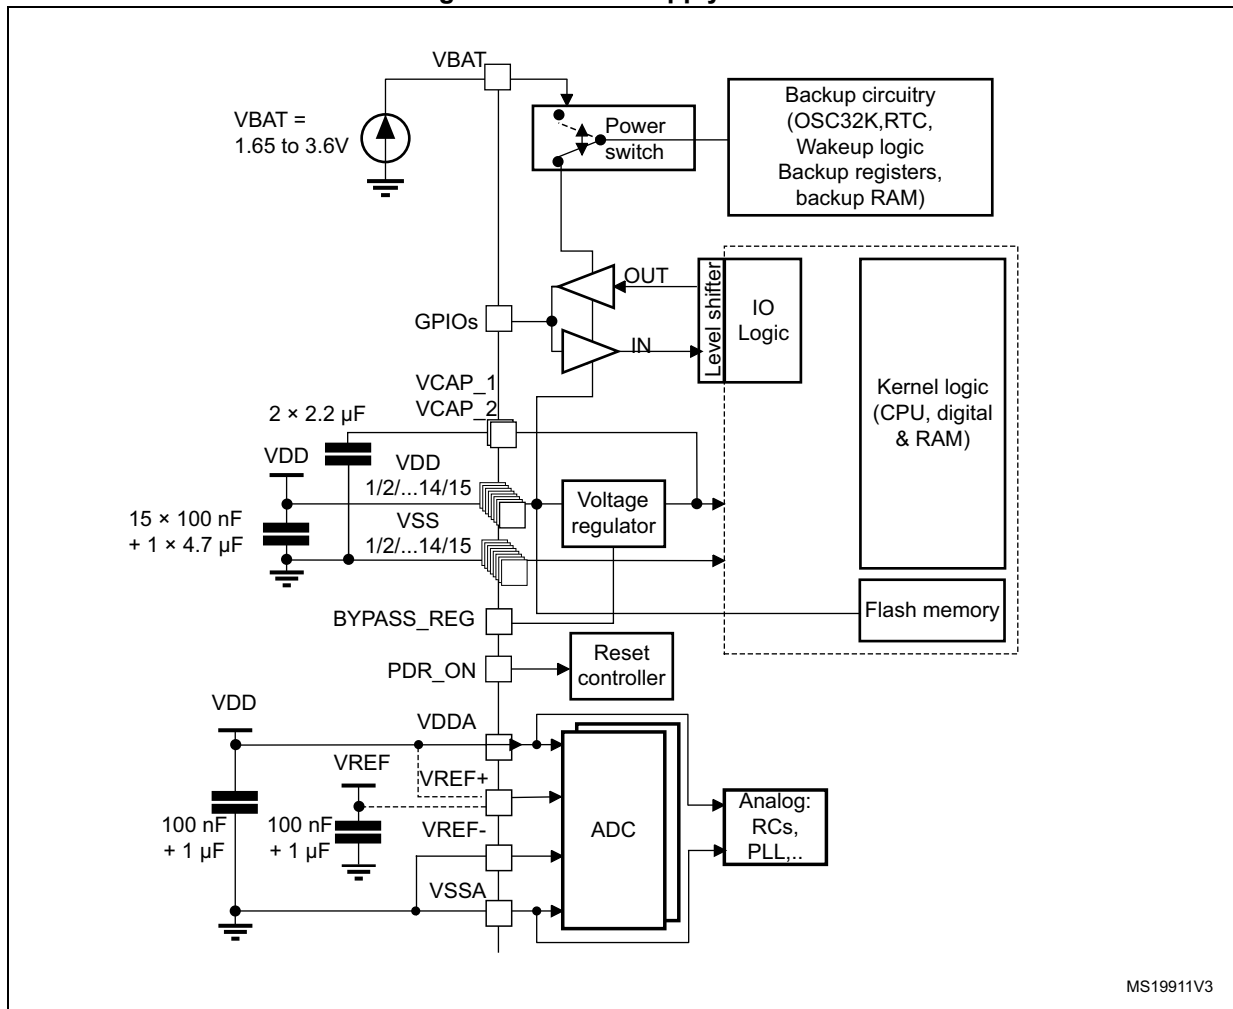 VBAT
VBAT =
1.65 to 3.6V
Power
switch
Backup circuitry
(OSC32K,RTC,
Wakeup logic
Backup registers,
backup RAM)
OUT
GPIOs
IN
Level shifter
IO
Logic
Kernel logic
(CPU, digital
& RAM)
VCAP_1
VCAP_2
2 × 2.2 µF
VDD
VDD
1/2/...14/15
Voltage
regulator
15 × 100 nF
+ 1 × 4.7 µF
VSS
1/2/...14/15
Flash memory
BYPASS_REG
PDR_ON
Reset
controller
VDD
VDDA
VREF
VREF+
100 nF
+ 1 µF
100 nF
+ 1 µF
VREF-
ADC
Analog:
RCs,
PLL,..
VSSA
MS19911V3